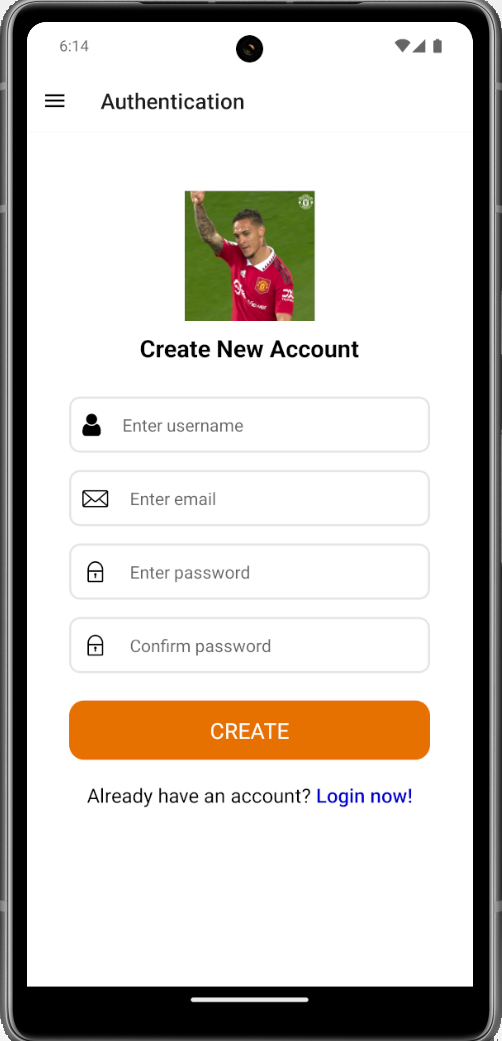 6:14
Authentication
Create New Account
Enter username
Enter email
Enter password
Confirm password
CREATE
Already have an account? Login now!